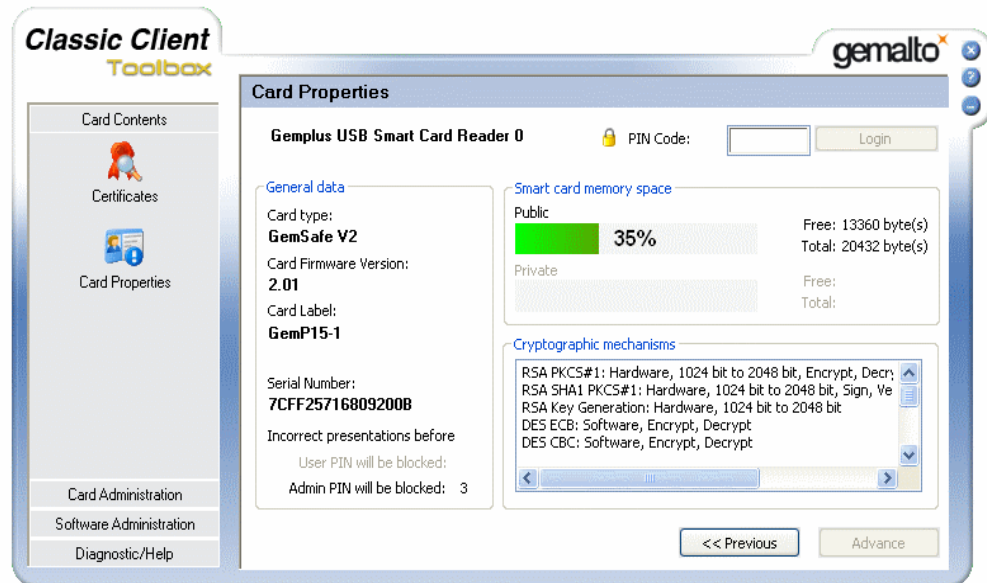 Classic Client
Toolbox
gemalto
Card Properties
Card Contents
Certificates
Card Properties
Card Administration
Software Administration
Diagnostic/Help
Gemplus USB Smart Card Reader 0
PIN Code:
Login
General data
Card type:
GemSafe V2
Card Firmware Version:
2.01
Card Label:
GemP15-1
Serial Number:
7CFF25716809200B
Incorrect presentations before
User PIN will be blocked:
Admin PIN will be blocked: 3
Smart card memory space
Public
35%
Free: 13360 byte(s)
Total: 20432 byte(s)
Private
Free:
Total:
Cryptographic mechanisms
RSA PKCS#1: Hardware, 1024 bit to 2048 bit, Encrypt, Decry
RSA SHA1 PKCS#1: Hardware, 1024 bit to 2048 bit, Sign, Ve
RSA Key Generation: Hardware, 1024 bit to 2048 bit
DES ECB: Software, Encrypt, Decrypt
DES CBC: Software, Encrypt, Decrypt
<< Previous
Advance